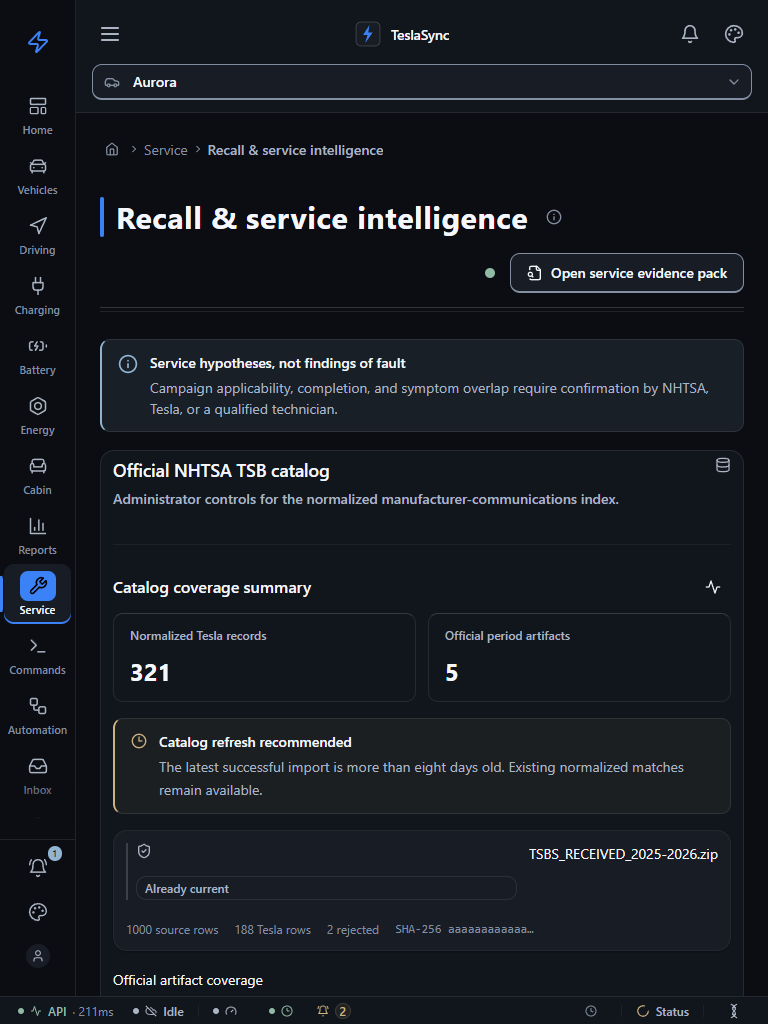 TeslaSync
Aurora
Home
Vehicles
Driving
Charging
Battery
Energy
Cabin
Reports
Service
Commands
Automation
Inbox
1
Service
Recall & service intelligence
Recall & service intelligence
Open service evidence pack
Service hypotheses, not findings of fault
Campaign applicability, completion, and symptom overlap require confirmation by NHTSA,
Tesla, or a qualified technician.
Official NHTSA TSB catalog
Administrator controls for the normalized manufacturer-communications index.
Catalog coverage summary
Normalized Tesla records
321
Official period artifacts
5
Catalog refresh recommended
The latest successful import is more than eight days old. Existing normalized matches
remain available.
TSBS_RECEIVED_2025-2026.zip
Already current
1000 source rows 188 Tesla rows 2 rejected SHA-256 aaaaaaaaaaaa…
Official artifact coverage
API · 211ms Idle 2 Status